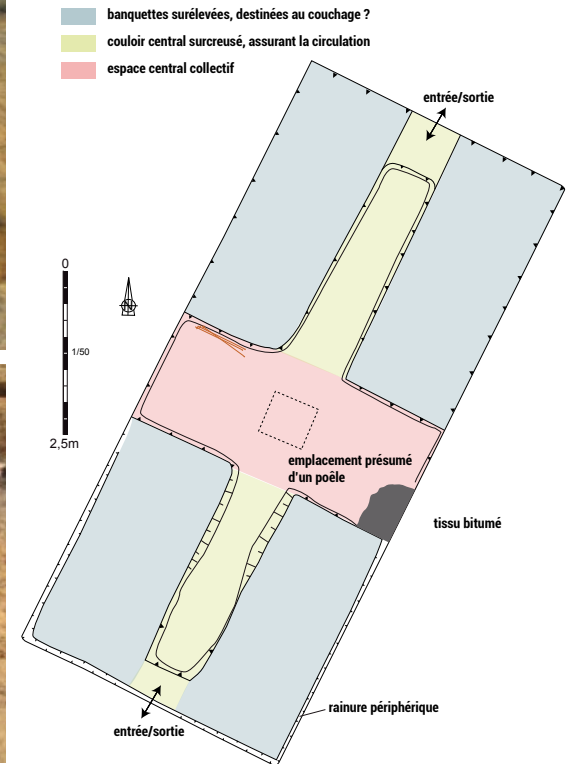 banquettes surélevées, destinées au couchage ?
couloir central surcreusé, assurant la circulation
espace central collectif
entrée/sortie
0
1/50
2,5m
emplacement présumé
d'un poêle
tissu bitumé
rainure périphérique
entrée/sortie